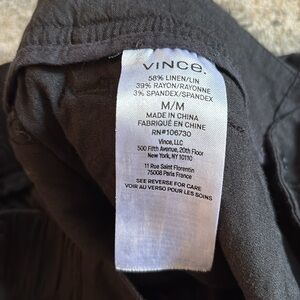 VINCE.
58% LINEN/LIN
39% RAYON/RAYONNE
3% SPANDEX/SPANDEX
M/M
MADE IN CHINA
FABRIQUÉ EN CHINE
RN#106730
Vince, LLC
500 Fifth Avenue, 20th Floor
New York, NY 10110
11 Rue Saint Florentin
75008 Paris France
SEE REVERSE FOR CARE
VOIR AU VERSO POUR LES SOINS